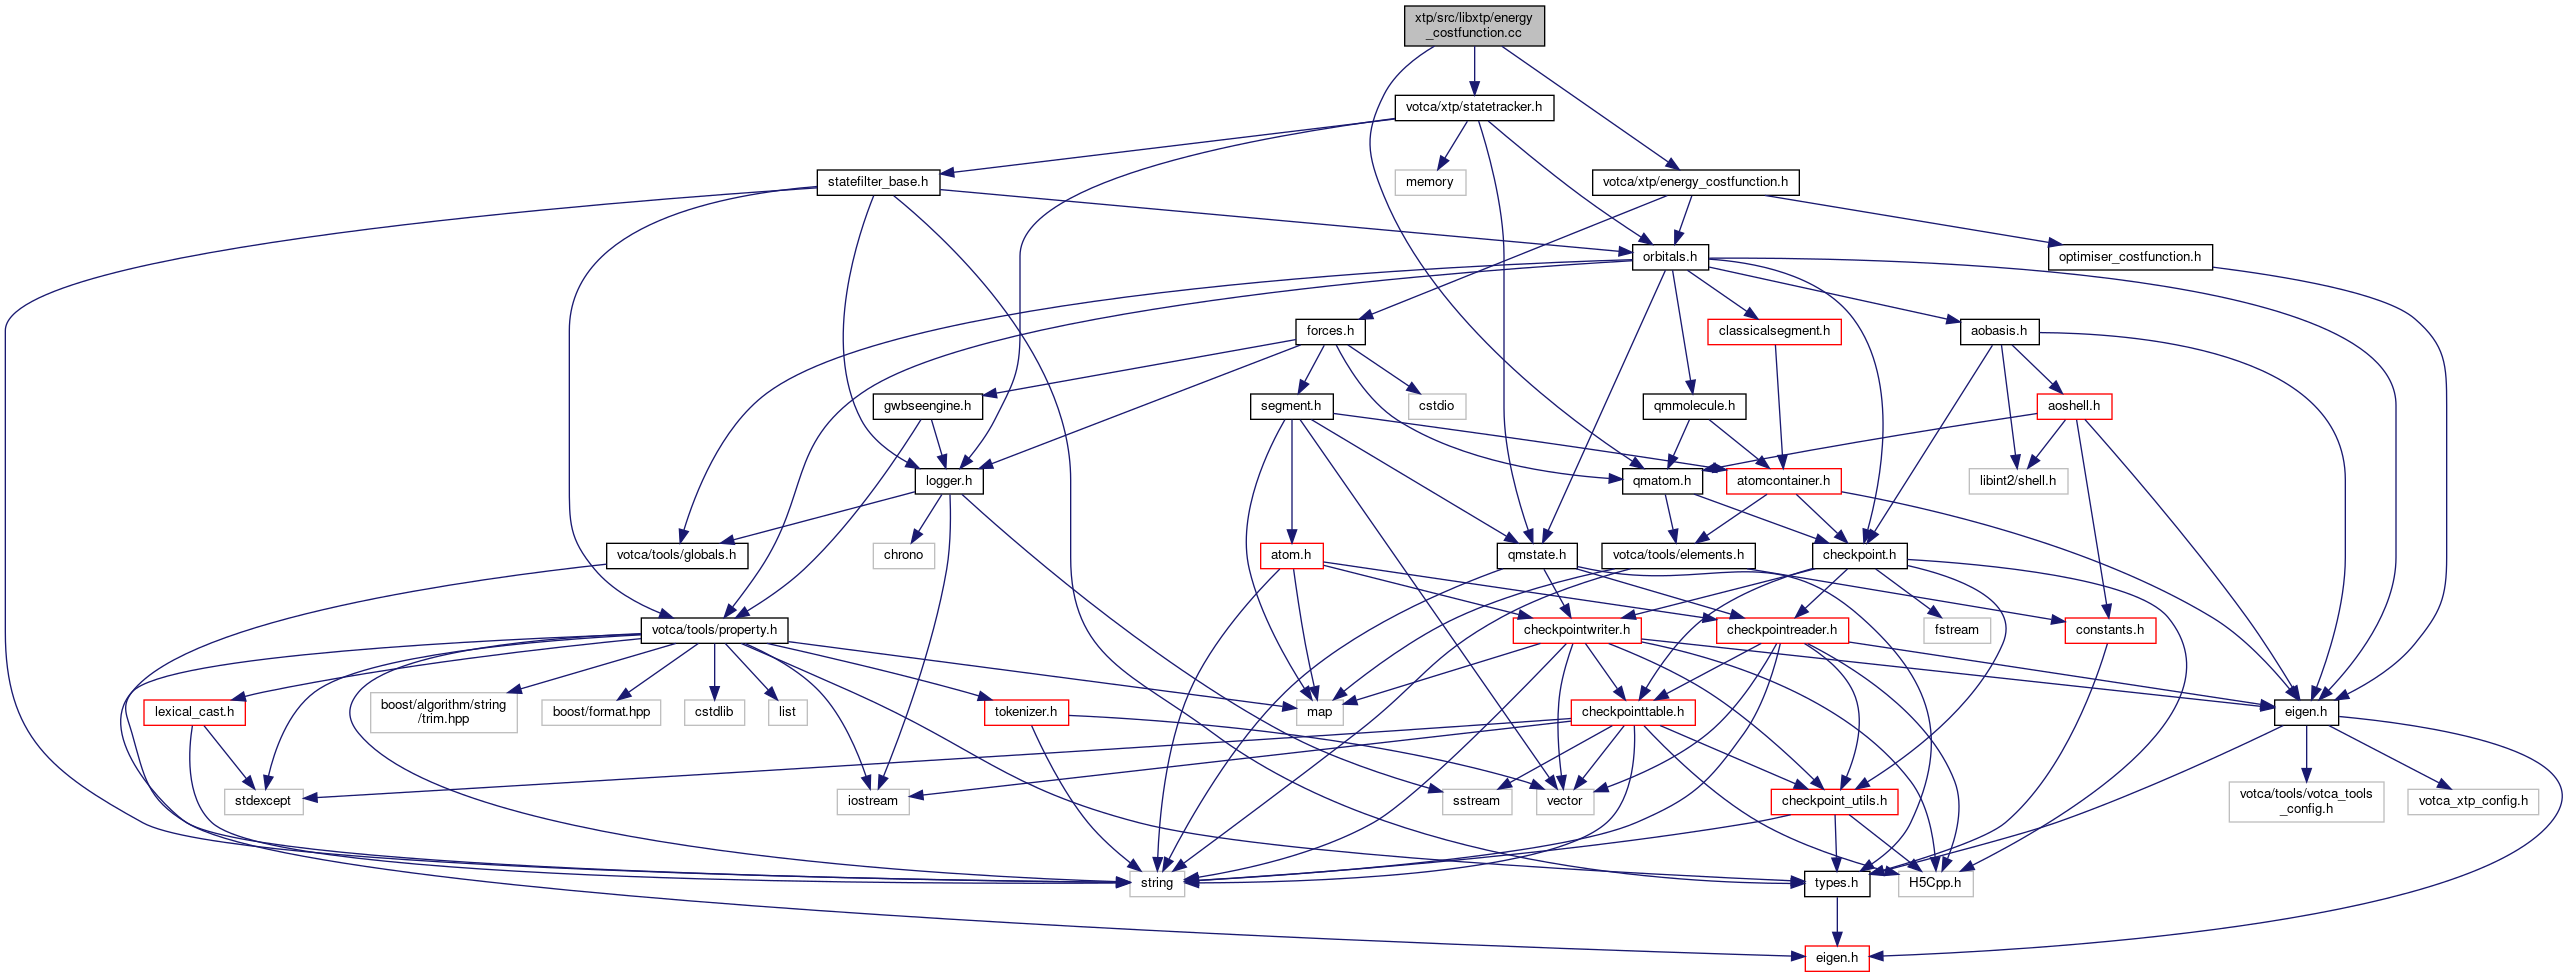 xtp/src/libxtp/energy
_costfunction.cc
votca/xtp/statetracker.h
statefilter_base.h
memory
votca/xtp/energy_costfunction.h
orbitals.h
optimiser_costfunction.h
forces.h
classicalsegment.h
aobasis.h
gwbseengine.h
segment.h
cstdio
qmmolecule.h
aoshell.h
logger.h
qmatom.h
atomcontainer.h
libint2/shell.h
votca/tools/globals.h
chrono
atom.h
qmstate.h
votca/tools/elements.h
checkpoint.h
votca/tools/property.h
checkpointwriter.h
checkpointreader.h
fstream
constants.h
lexical_cast.h
boost/algorithm/string
/trim.hpp
boost/format.hpp
cstdlib
list
tokenizer.h
map
checkpointtable.h
eigen.h
stdexcept
iostream
sstream
vector
checkpoint_utils.h
votca/tools/votca_tools
_config.h
votca_xtp_config.h
string
types.h
H5Cpp.h
eigen.h